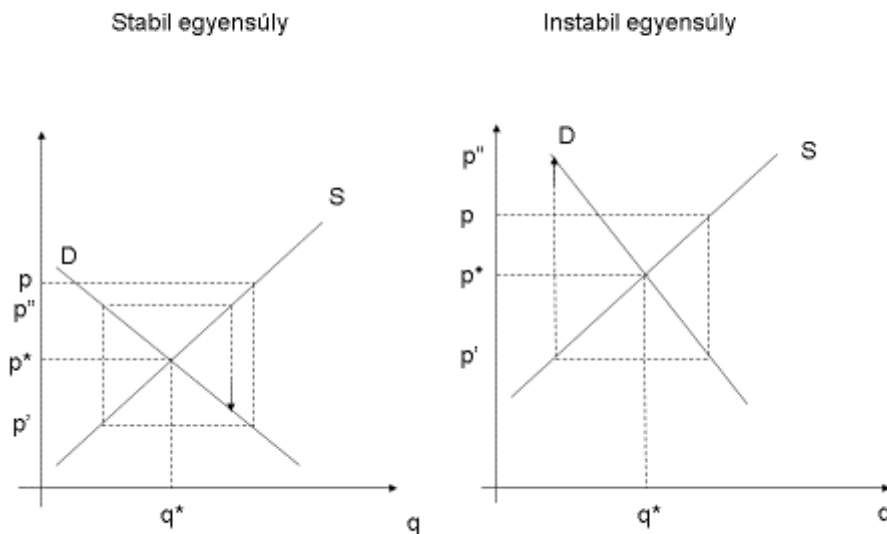 Stabil egyensúly
Instabil egyensúly
D
S
p
p"
p*
p'
q*
q
D
S
p"
p
p*
p'
q*
q